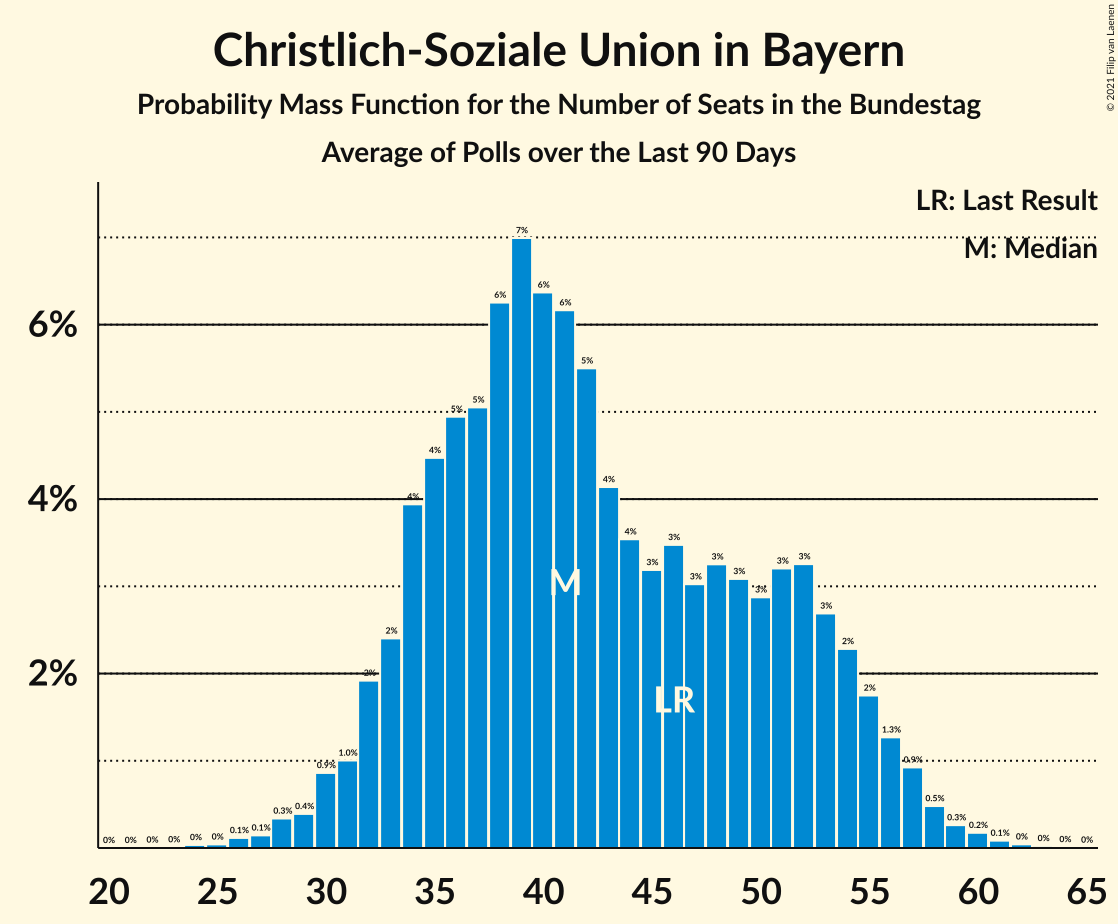 Christlich-Soziale Union in Bayern
Probability Mass Function for the Number of Seats in the Bundestag
Average of Polls over the Last 90 Days
© 2021 Filip van Laenen
LR: Last Result
M: Median
6%
4%
2%
0% 0% 0% 0% 0% 0% 0.1% 0.1% 0.3% 0.4% 0.9% 1.0% 2% 2% 4% 4% 5% 5% 6% 7% 6% 6% 5% 4% 4% 3% 3% 3% 3% 3% 3% 3% 3% 3% 2% 2% 1.3% 0.9% 0.5% 0.3% 0.2% 0.1% 0% 0% 0% 0%
M
LR
20 25 30 35 40 45 50 55 60 65